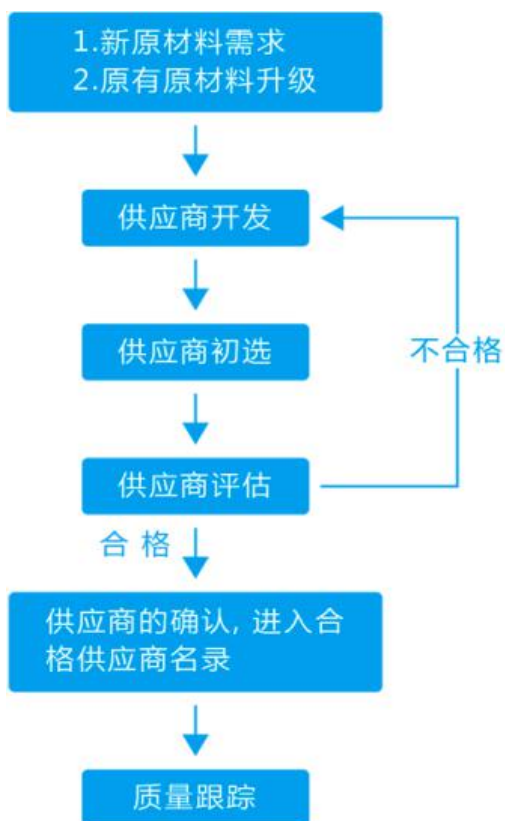 1.新原材料需求
2.原有原材料升级
供应商开发
供应商初选
不合格
供应商评估
合格
供应商的确认, 进入合
格供应商名录
质量跟踪